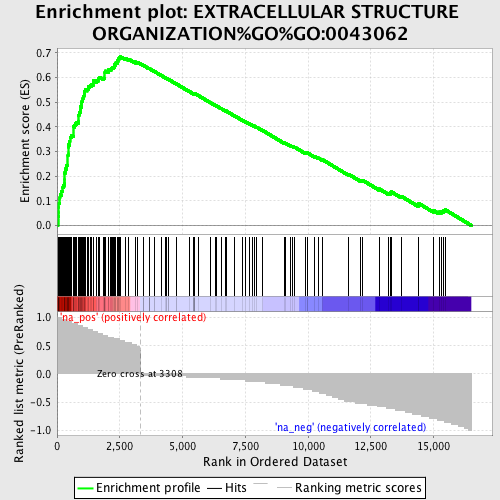 Enrichment plot: EXTRACELLULAR STRUCTURE
ORGANIZATION%GO%GO:0043062
Enrichment score (ES)
0.7
0.6
0.5
0.4
0.3
0.2
0.1
0.0
Ranked list metric (PreRanked)
1.0
0.5
0.0
-0.5
-1.0
'na_pos' (positively correlated)
Zero cross at 3308
'na_neg' (negatively correlated)
0
2,500
5,000
7,500
10,000
12,500
15,000
Rank in Ordered Dataset
Enrichment profile
Hits
Ranking metric scores